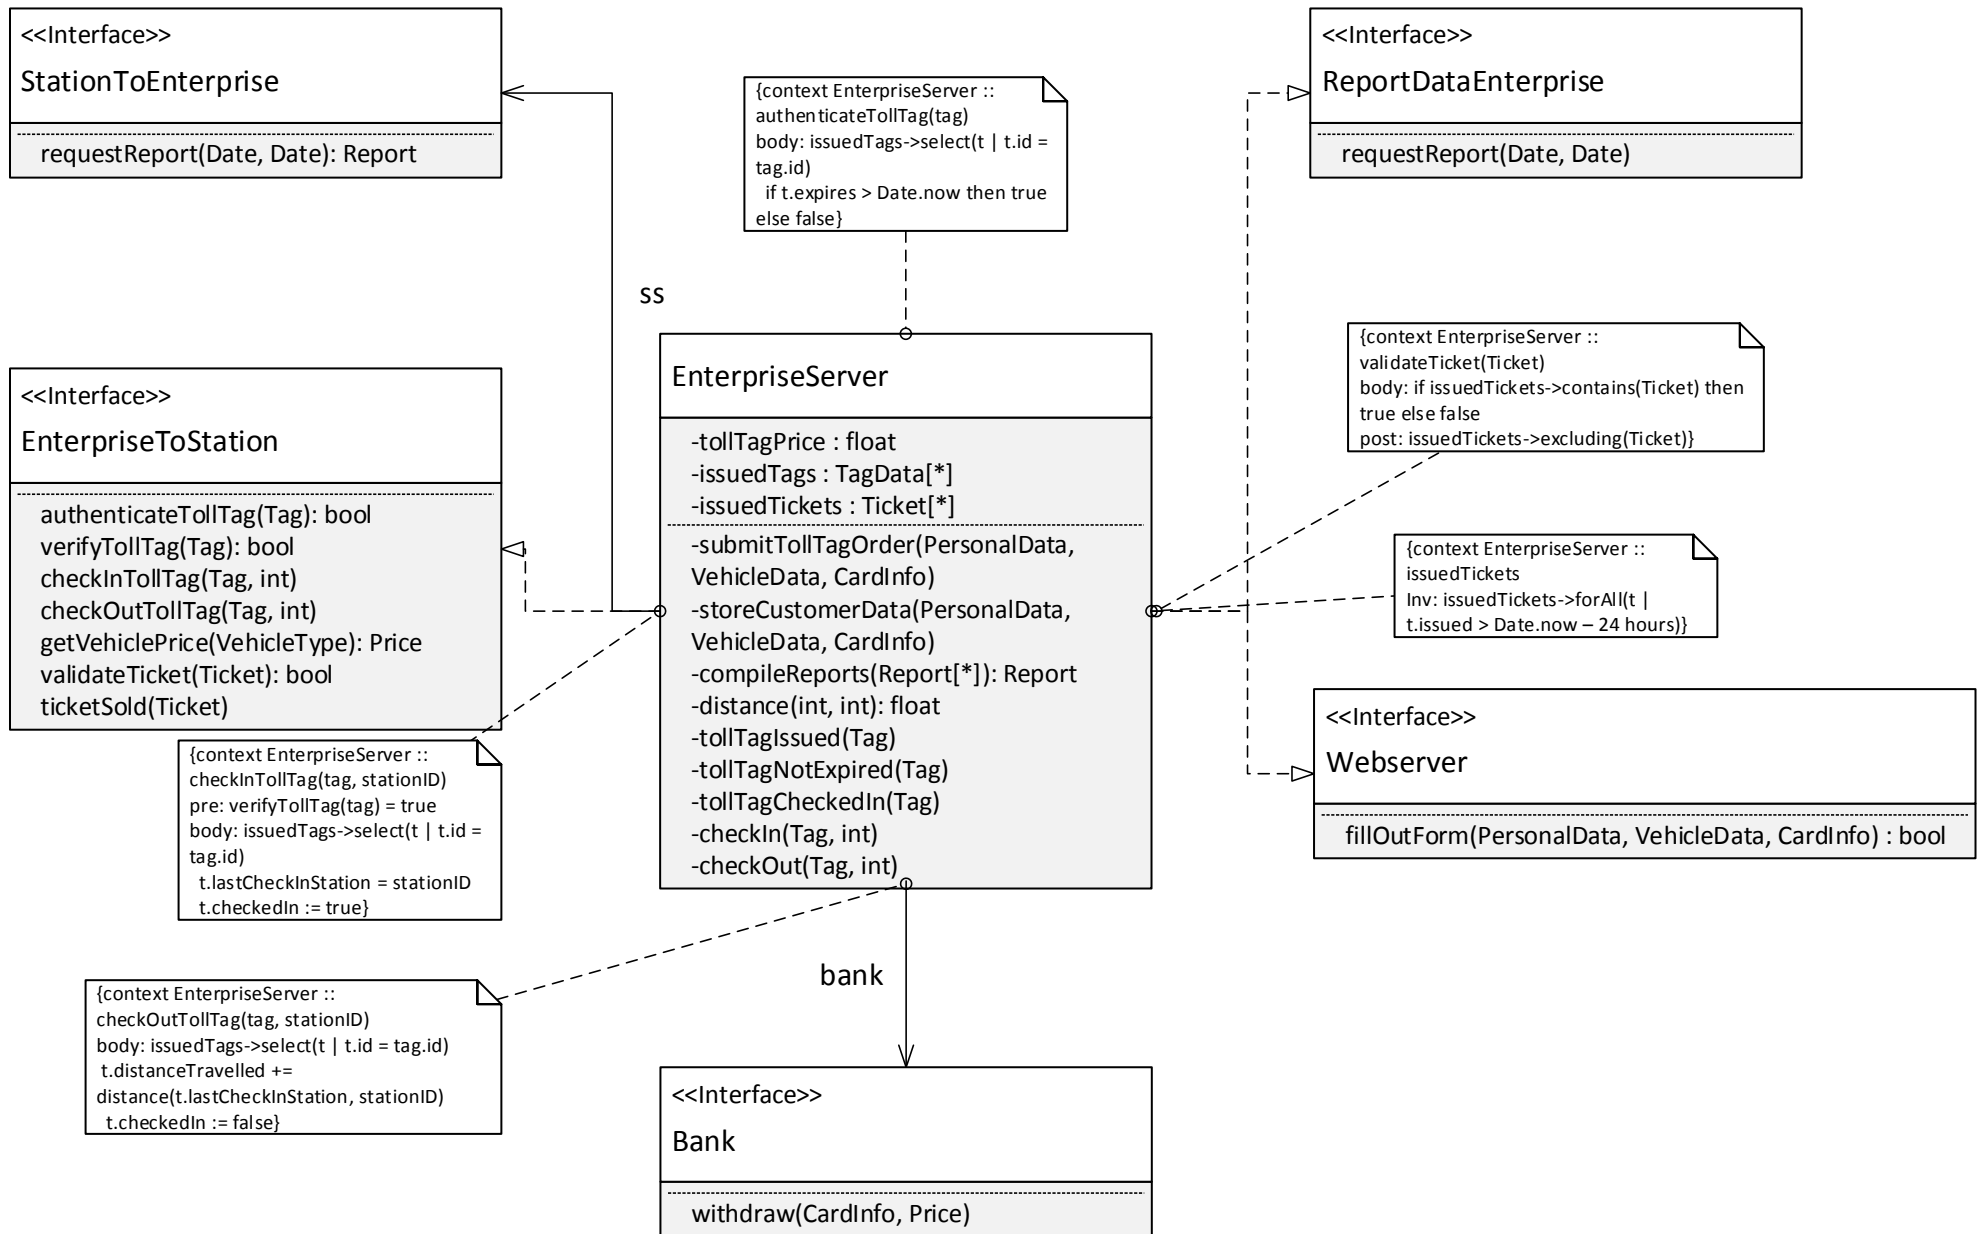 <<Interface>>
StationToEnterprise
requestReport(Date, Date): Report
{context EnterpriseServer ::
authenticateTollTag(tag)
body: issuedTags->select(t | t.id =
tag.id)
if t.expires > Date.now then true
else false}
<<Interface>>
ReportDataEnterprise
requestReport(Date, Date)
ss
<<Interface>>
EnterpriseToStation
authenticateTollTag(Tag): bool
verifyTollTag(Tag): bool
checkInTollTag(Tag, int)
checkOutTollTag(Tag, int)
getVehiclePrice(VehicleType): Price
validateTicket(Ticket): bool
ticketSold(Ticket)
EnterpriseServer
-tollTagPrice : float
-issuedTags : TagData[*]
-issuedTickets : Ticket[*]
-submitTollTagOrder(PersonalData,
VehicleData, CardInfo)
-storeCustomerData(PersonalData,
VehicleData, CardInfo)
-compileReports(Report[*]): Report
-distance(int, int): float
-tollTagIssued(Tag)
-tollTagNotExpired(Tag)
-tollTagCheckedIn(Tag)
-checkIn(Tag, int)
-checkOut(Tag, int)
{context EnterpriseServer ::
validateTicket(Ticket)
body: if issuedTickets->contains(Ticket) then
true else false
post: issuedTickets->excluding(Ticket)}
{context EnterpriseServer ::
issuedTickets
Inv: issuedTickets->forAll(t |
t.issued > Date.now – 24 hours)}
<<Interface>>
Webserver
fillOutForm(PersonalData, VehicleData, CardInfo) : bool
{context EnterpriseServer ::
checkInTollTag(tag, stationID)
pre: verifyTollTag(tag) = true
body: issuedTags->select(t | t.id =
tag.id)
t.lastCheckInStation = stationID
t.checkedIn := true}
{context EnterpriseServer ::
checkOutTollTag(tag, stationID)
body: issuedTags->select(t | t.id = tag.id)
t.distanceTravelled +=
distance(t.lastCheckInStation, stationID)
t.checkedIn := false}
bank
<<Interface>>
Bank
withdraw(CardInfo, Price)